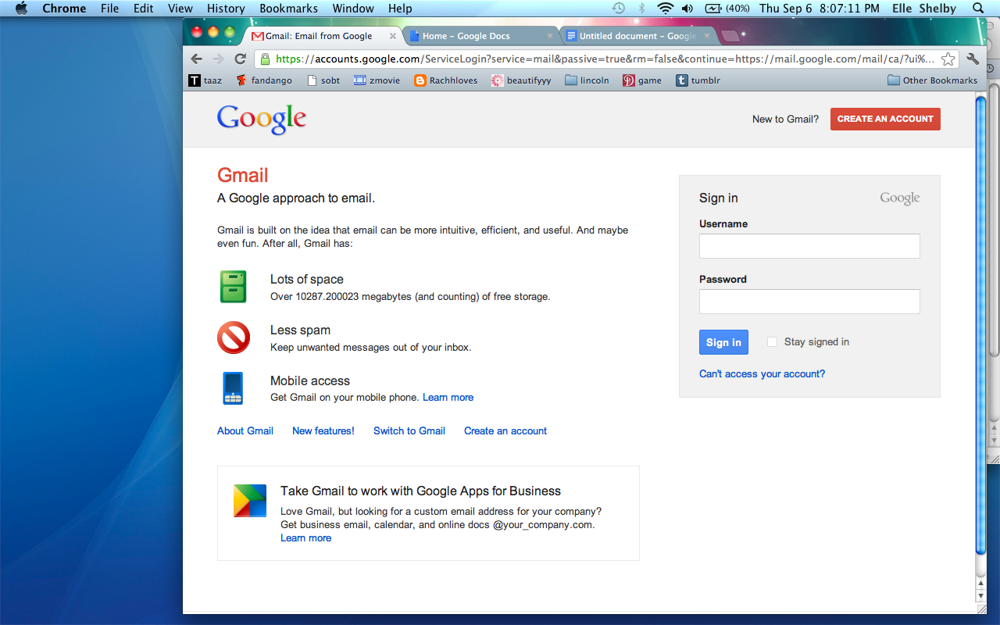 Chrome File Edit View History Bookmarks Window Help (40%) Thu Sep 6 8:07:11 PM Elle Shelby
Gmail: Email from Google Home – Google Docs Untitled document – Google
https://accounts.google.com/ServiceLogin?service=mail&passive=true&rm=false&continue=https://mail.google.com/mail/ca/?ui%...
T taaz fandango sobt zmovie Rachhloves beautifyyy lincoln game t tumblr Other Bookmarks
Google
New to Gmail? CREATE AN ACCOUNT
Gmail
A Google approach to email.
Gmail is built on the idea that email can be more intuitive, efficient, and useful. And maybe
even fun. After all, Gmail has:
Lots of space
Over 10287.200023 megabytes (and counting) of free storage.
Less spam
Keep unwanted messages out of your inbox.
Mobile access
Get Gmail on your mobile phone. Learn more
About Gmail New features! Switch to Gmail Create an account
Take Gmail to work with Google Apps for Business
Love Gmail, but looking for a custom email address for your company?
Get business email, calendar, and online docs @your_company.com.
Learn more
Sign in Google
Username
Password
Sign in Stay signed in
Can't access your account?